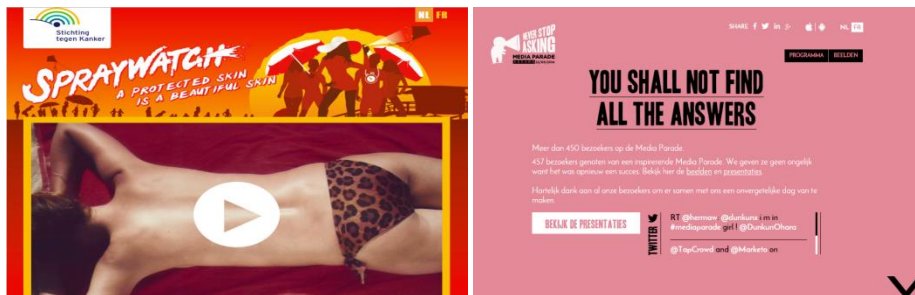 Stichting
tegen Kanker
NL FR
SPRAYWATCH
A PROTECTED SKIN
IS A BEAUTIFUL SKIN
NEVER STOP
ASKING
MEDIA PARADE
SHARE
NL FR
PROGRAMMA BEELDEN
YOU SHALL NOT FIND
ALL THE ANSWERS
Meer dan 450 bezoekers op de Media Parade.
457 bezoekers genoten van een inspirerende Media Parade. We geven ze geen ongelijk
want het was opnieuw een succes. Bekijk hier de beelden en presentaties.
Hartelijk dank aan al onze bezoekers om er samen met ons een onvergetelijke dag van te
maken.
BEKIJK DE PRESENTATIES
TWITTER
RT @hermaw: @dunkuns i m in
#mediaparade girl ! @DunkunOhara
@TapCrowd and @Marketo on